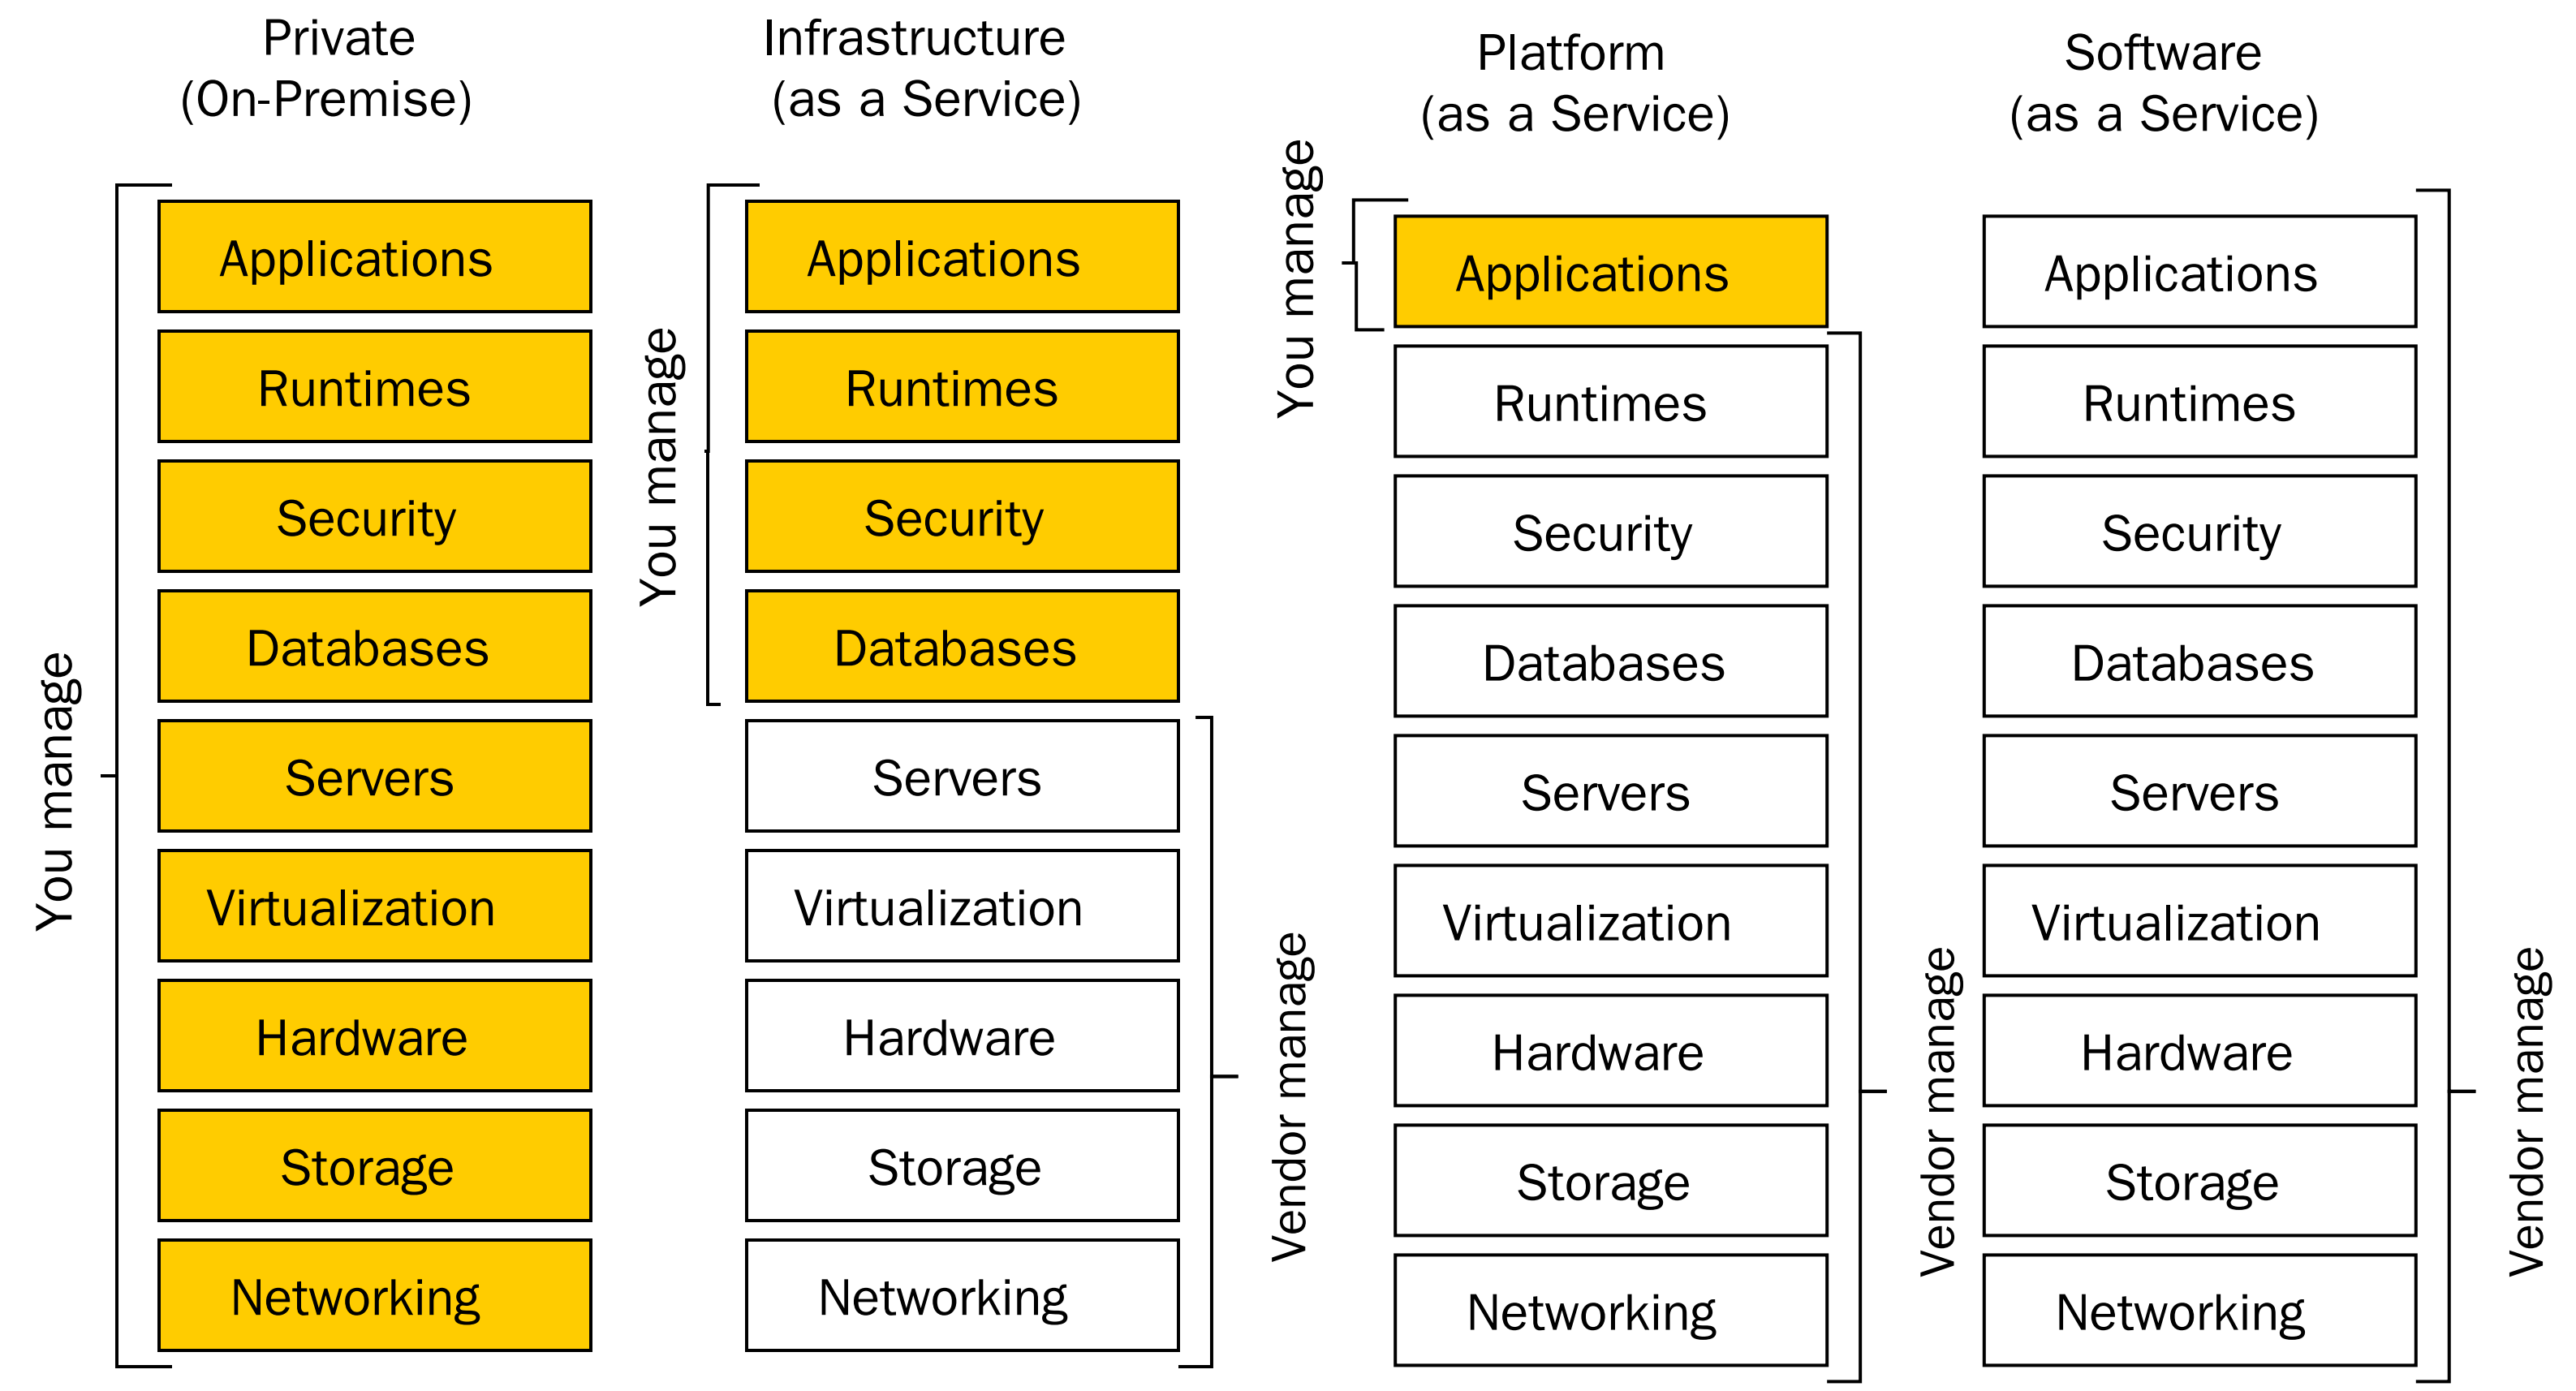 Private
(On-Premise)
You manage
Applications
Runtimes
Security
Databases
Servers
Virtualization
Hardware
Storage
Networking
Infrastructure
(as a Service)
You manage
Applications
Runtimes
Security
Databases
Servers
Virtualization
Hardware
Storage
Networking
Vendor manage
Platform
(as a Service)
You manage
Applications
Runtimes
Security
Databases
Servers
Virtualization
Hardware
Storage
Networking
Vendor manage
Software
(as a Service)
Applications
Runtimes
Security
Databases
Servers
Virtualization
Hardware
Storage
Networking
Vendor manage